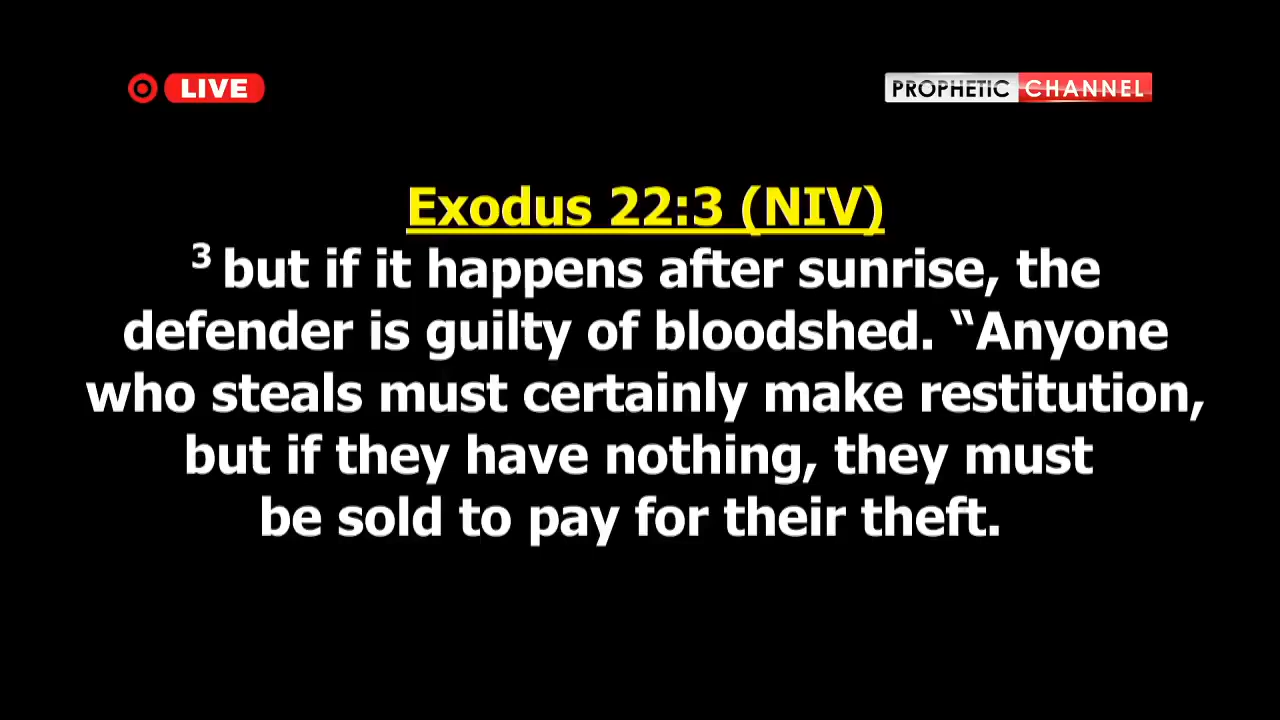 LIVE
PROPHETIC CHANNEL
Exodus 22:3 (NIV)
3 but if it happens after sunrise, the
defender is guilty of bloodshed. “Anyone
who steals must certainly make restitution,
but if they have nothing, they must
be sold to pay for their theft.